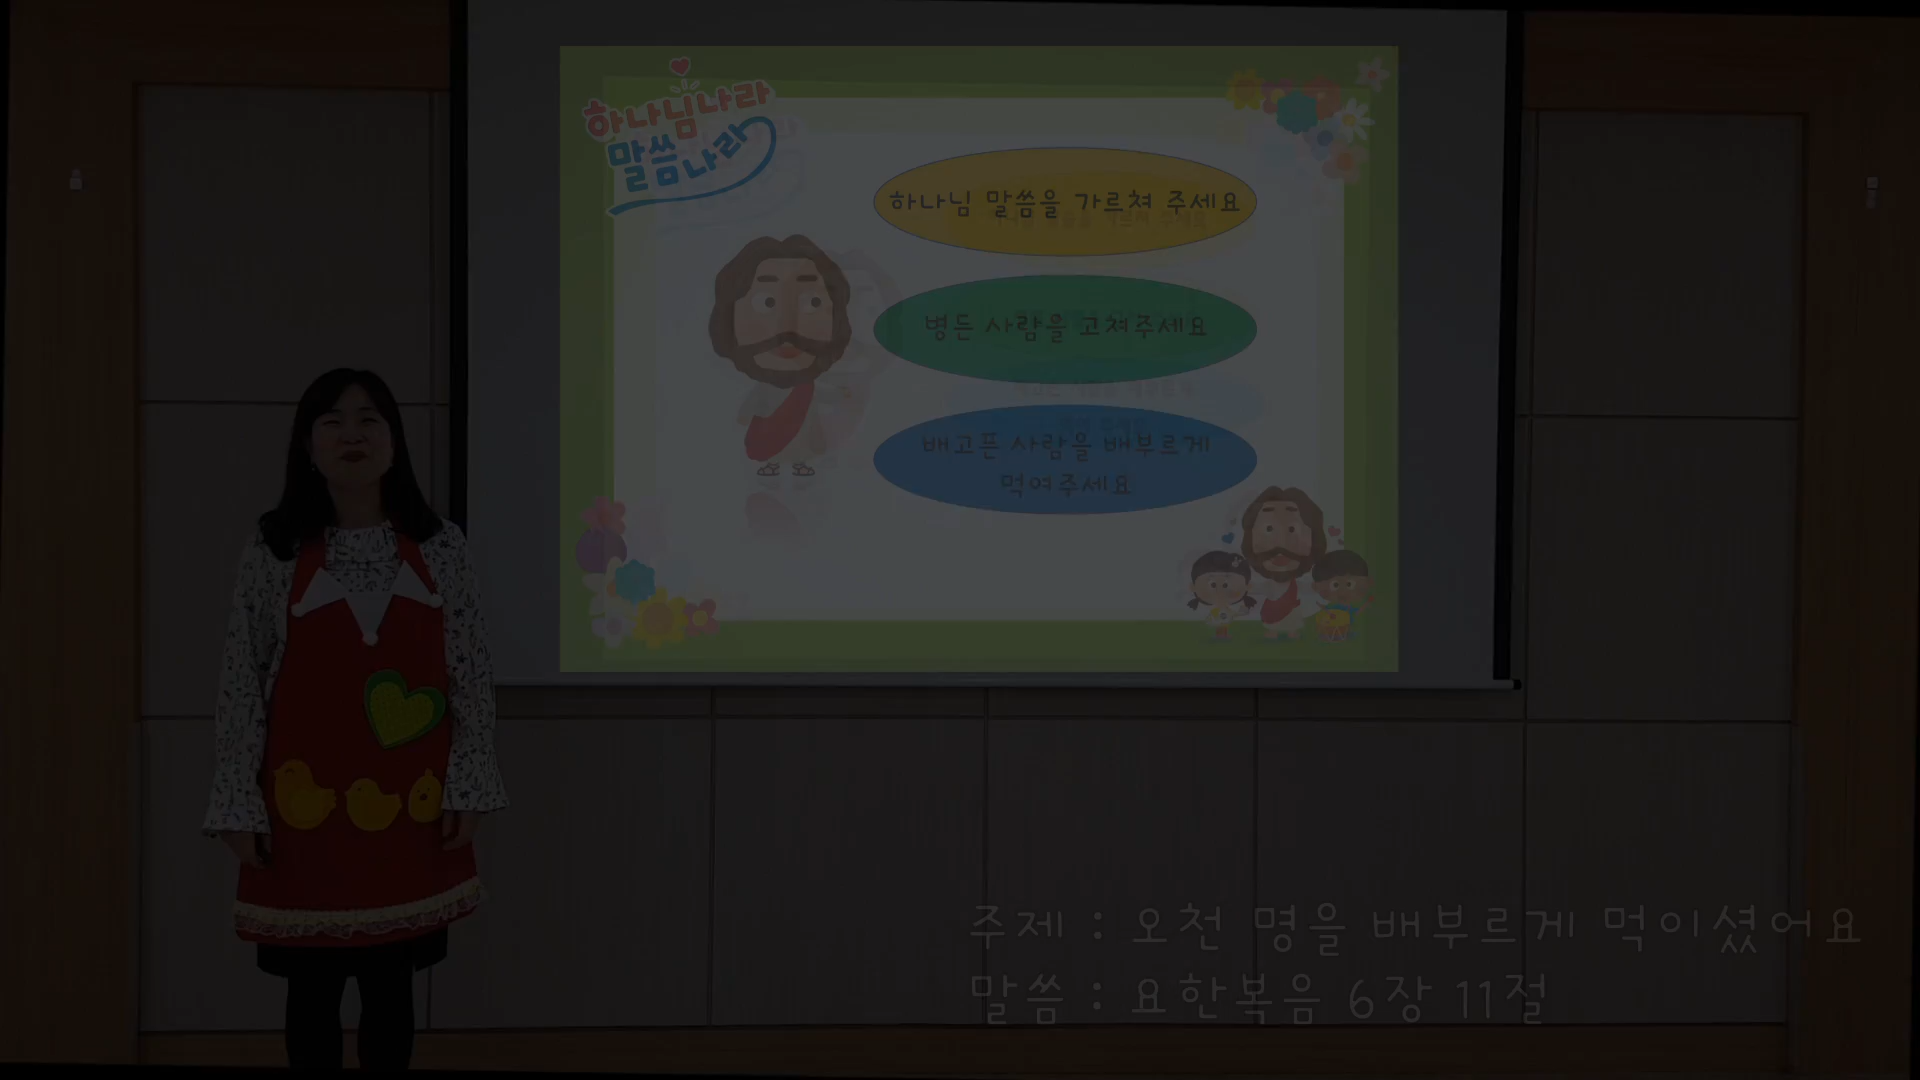 하나님나라
말씀나라
하나님 말씀을 가르쳐 주세요
병든 사람을 고쳐주세요
배고픈 사람을 배부르게
먹여주세요
주제 : 오천 명을 배부르게 먹이셨어요
말씀 : 요한복음 6장 11절